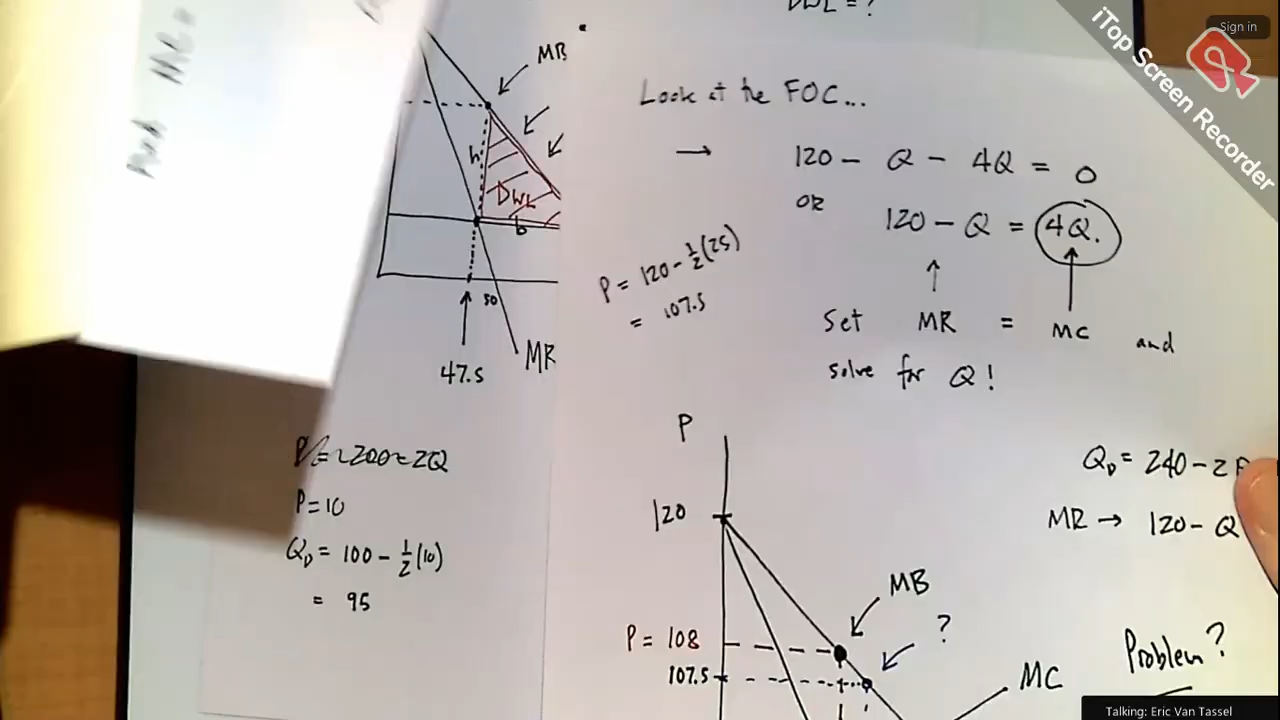 DWL = ?
MB
h
DWL
b
50
MR
47.5
P = 200 - 2Q
P = 10
Q_D = 100 - 1/2(10)
= 95
Look at the FOC...
→ 120 - Q - 4Q = 0
OR 120 - Q = 4Q.
P = 120 - 1/2(25)
= 107.5
Set MR = MC and
solve for Q!
P
120
Q_D = 240 - 2P
MR → 120 - Q
MB
?
P = 108
107.5
MC
Problem?
iTop Screen Recorder
Sign in
Talking: Eric Van Tassel